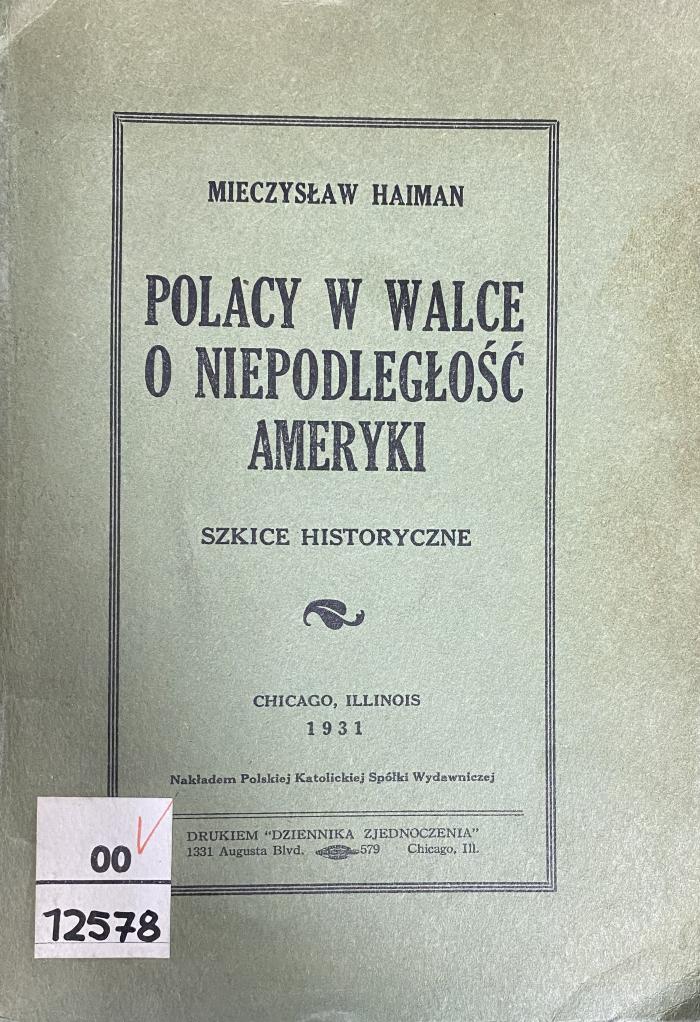 MIECZYSŁAW HAIMAN
POLACY W WALCE
O NIEPODLEGŁOŚĆ
AMERYKI
SZKICE HISTORYCZNE
CHICAGO, ILLINOIS
1931
Nakładem Polskiej Katolickiej Spółki Wydawniczej
DRUKIEM "DZIENNIKA ZJEDNOCZENIA"
1331 Augusta Blvd. 579 Chicago, Ill.
00
12578